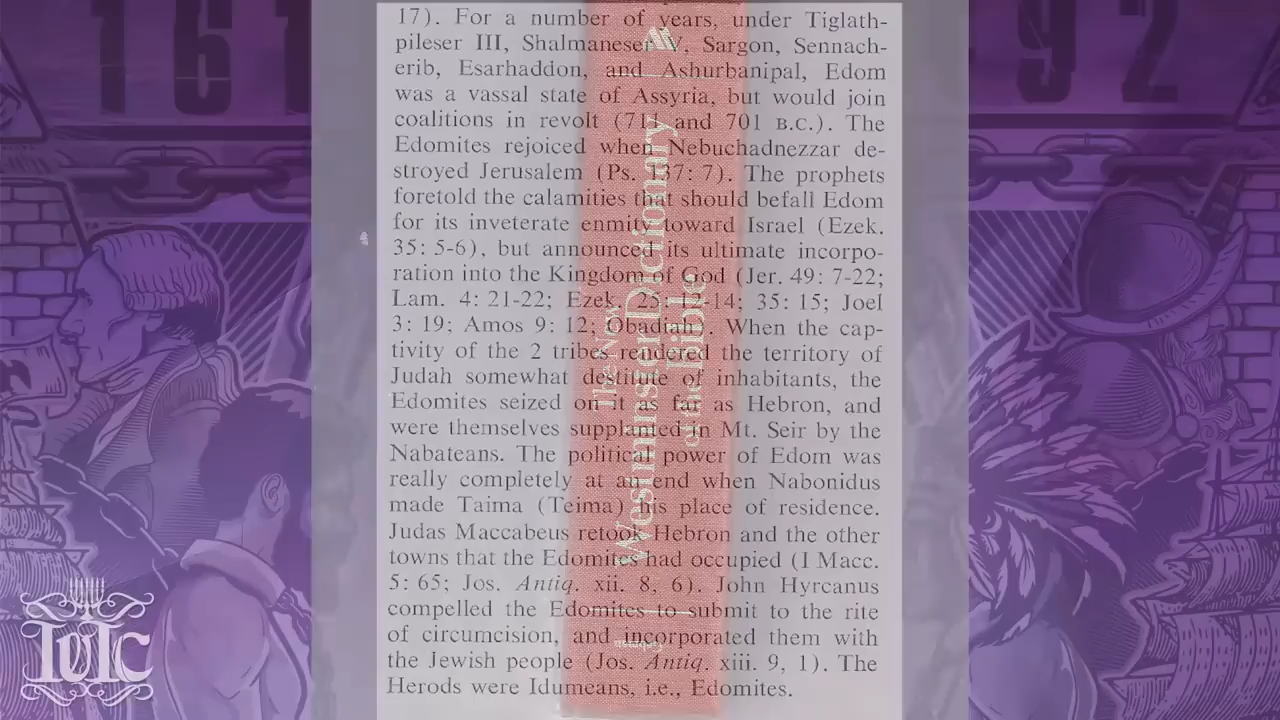 17). For a number of years, under Tiglath-
pileser III, Shalmaneser V, Sargon, Sennach-
erib, Esarhaddon, and Ashurbanipal, Edom
was a vassal state of Assyria, but would join
coalitions in revolt (711 and 701 B.C.). The
Edomites rejoiced when Nebuchadnezzar de-
stroyed Jerusalem (Ps. 137: 7). The prophets
foretold the calamities that should befall Edom
for its inveterate enmity toward Israel (Ezek.
35: 5-6), but announced its ultimate incorpo-
ration into the Kingdom of God (Jer. 49: 7-22;
Lam. 4: 21-22; Ezek. 25: -14; 35: 15; Joel
3: 19; Amos 9: 12; Obadiah). When the cap-
tivity of the 2 tribes rendered the territory of
Judah somewhat destitute of inhabitants, the
Edomites seized on it as far as Hebron, and
were themselves supplanted in Mt. Seir by the
Nabateans. The political power of Edom was
really completely at an end when Nabonidus
made Taima (Teima) his place of residence.
Judas Maccabeus retook Hebron and the other
towns that the Edomites had occupied (I Macc.
5: 65; Jos. Antiq. xii. 8, 6). John Hyrcanus
compelled the Edomites to submit to the rite
of circumcision, and incorporated them with
the Jewish people (Jos. Antiq. xiii. 9, 1). The
Herods were Idumeans, i.e., Edomites.
The New
Westminster Dictionary
of the Bible
161
92
IUIC